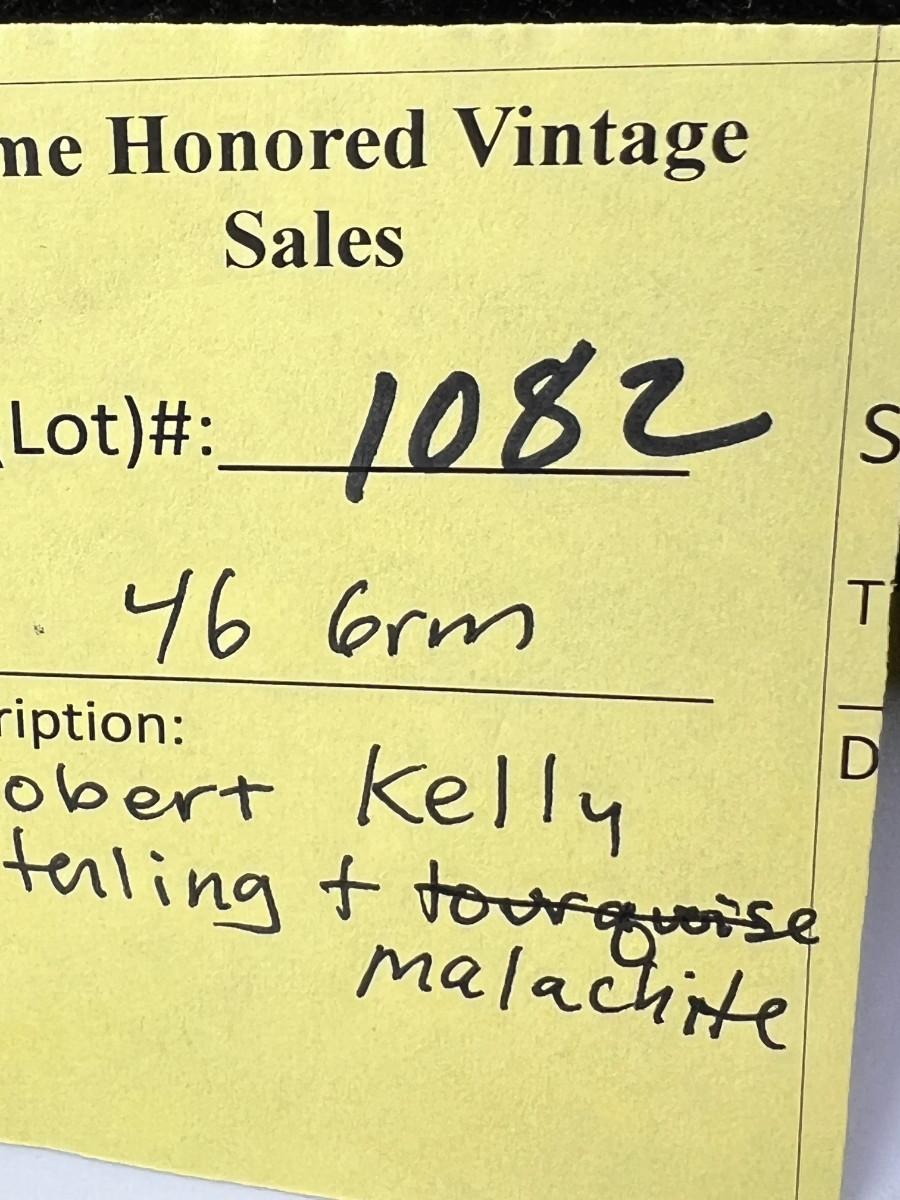 me Honored Vintage
Sales
(Lot)#: 1082
46 Grm
ription:
obert Kelly
terling + tourquoise
malachite
S
T
D